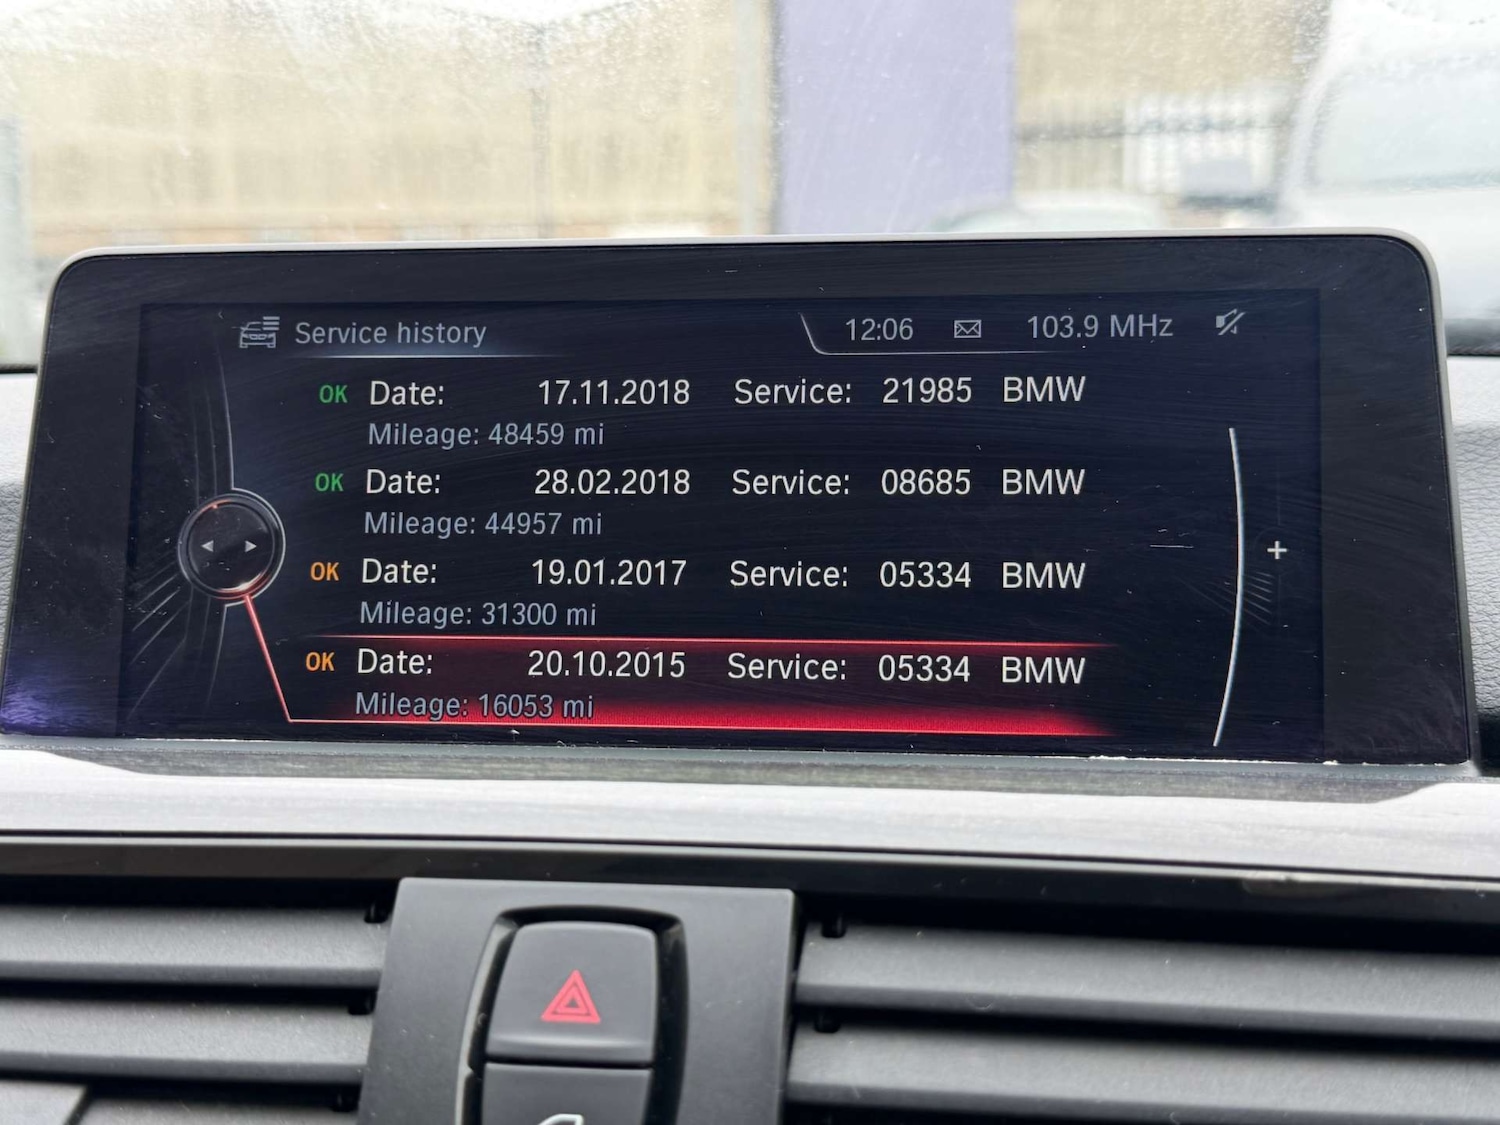 Service history 12:06 103.9 MHz
OK Date: 17.11.2018 Service: 21985 BMW
Mileage: 48459 mi
OK Date: 28.02.2018 Service: 08685 BMW
Mileage: 44957 mi
OK Date: 19.01.2017 Service: 05334 BMW
Mileage: 31300 mi
OK Date: 20.10.2015 Service: 05334 BMW
Mileage: 16053 mi